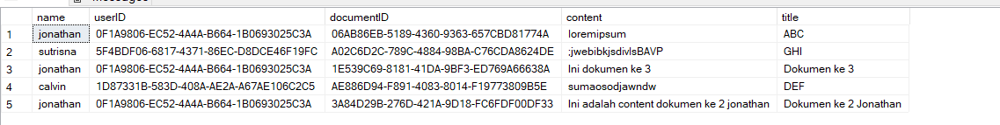 Messages
name userID documentID content title
1 jonathan 0F1A9806-EC52-4A4A-B664-1B0693025C3A 06AB86EB-5189-4360-9363-657CBD81774A loremipsum ABC
2 sutrisna 5F4BDF06-6817-4371-86EC-D8DCE46F19FC A02C6D2C-789C-4884-98BA-C76CDA8624DE ;jwebibkjsdivlsBAVP GHI
3 jonathan 0F1A9806-EC52-4A4A-B664-1B0693025C3A 1E539C69-8181-41DA-9BF3-ED769A66638A Ini dokumen ke 3 Dokumen ke 3
4 calvin 1D87331B-583D-408A-AE2A-A67AE106C2C5 AE886D94-F891-4083-8014-F19773809B5E sumaosodjawndw DEF
5 jonathan 0F1A9806-EC52-4A4A-B664-1B0693025C3A 3A84D29B-276D-421A-9D18-FC6FDF00DF33 Ini adalah content dokumen ke 2 jonathan Dokumen ke 2 Jonathan